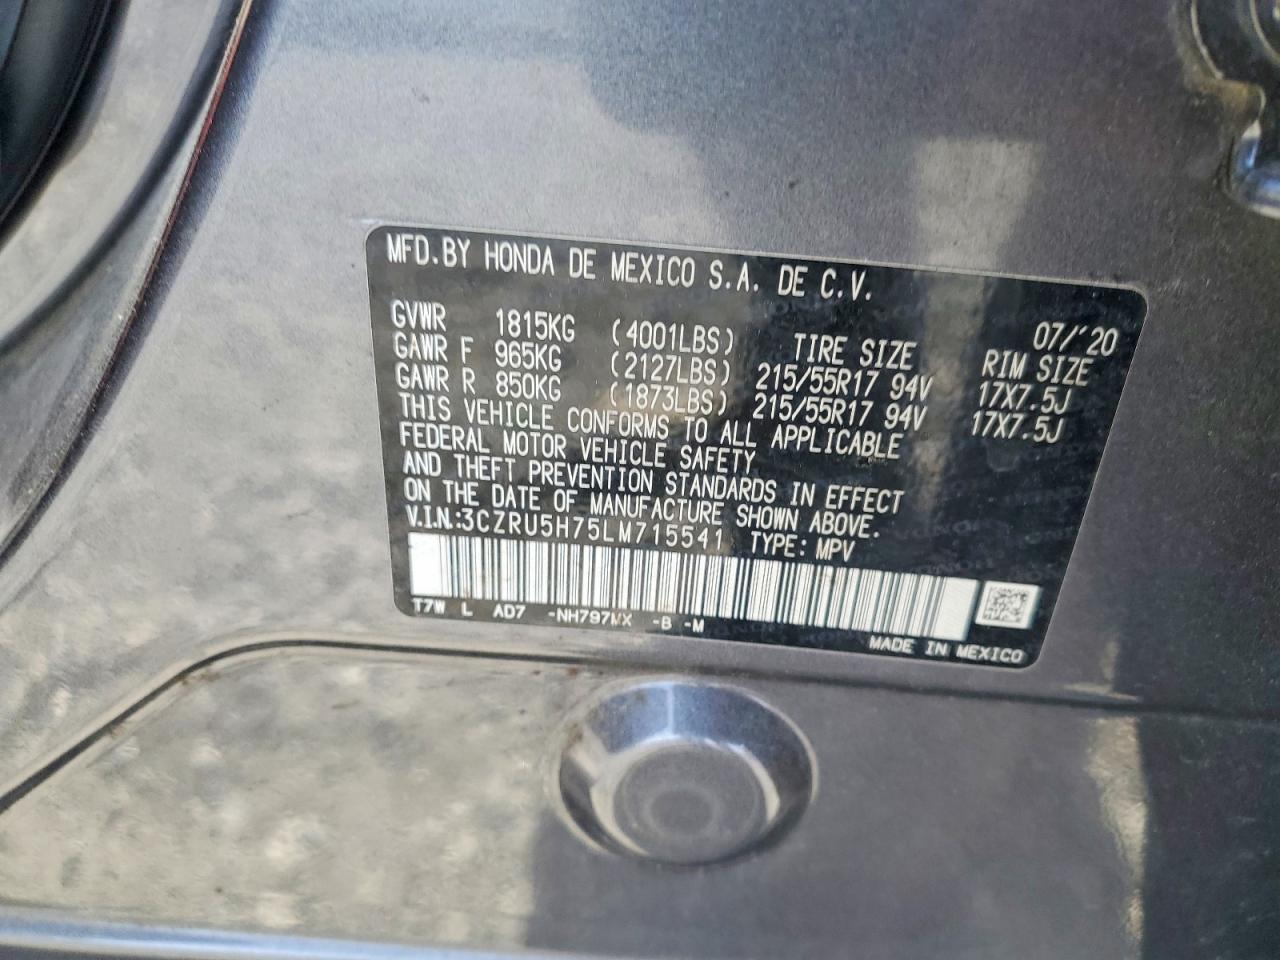 MFD. BY HONDA DE MEXICO S.A. DE C.V.
07/'20
GVWR 1815KG (4001LBS) TIRE SIZE RIM SIZE
GAWR F 965KG (2127LBS) 215/55R17 94V 17X7.5J
GAWR R 850KG (1873LBS) 215/55R17 94V 17X7.5J
THIS VEHICLE CONFORMS TO ALL APPLICABLE
FEDERAL MOTOR VEHICLE SAFETY
AND THEFT PREVENTION STANDARDS IN EFFECT
ON THE DATE OF MANUFACTURE SHOWN ABOVE.
V.I.N.:3CZRU5H75LM715541 TYPE: MPV
T7W L AD7 -NH797MX -B -M
MADE IN MEXICO